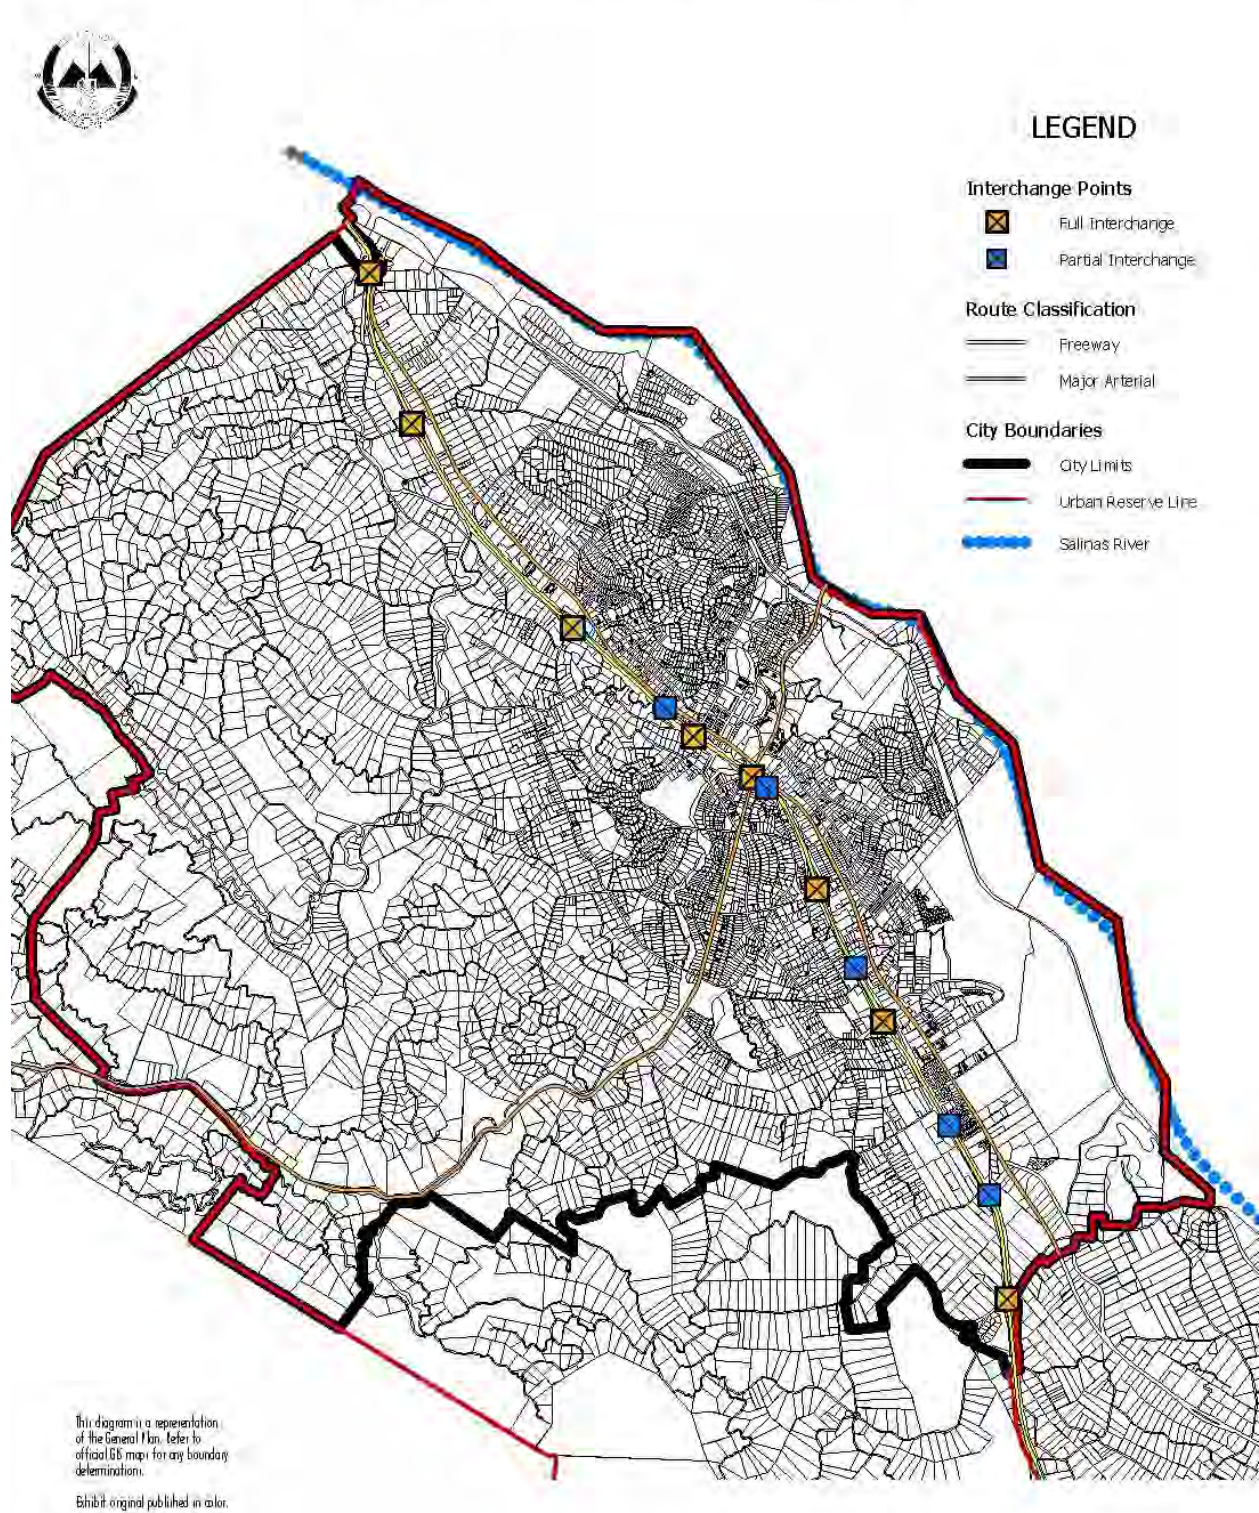 LEGEND
Interchange Points
Full Interchange
Partial Interchange
Route Classification
Freeway
Major Arterial
City Boundaries
City Limits
Urban Reserve Line
Salinas River
This diagram is a representation
of the General Plan. Refer to
official GIS maps for any boundary
determination.
Exhibit original published in color.